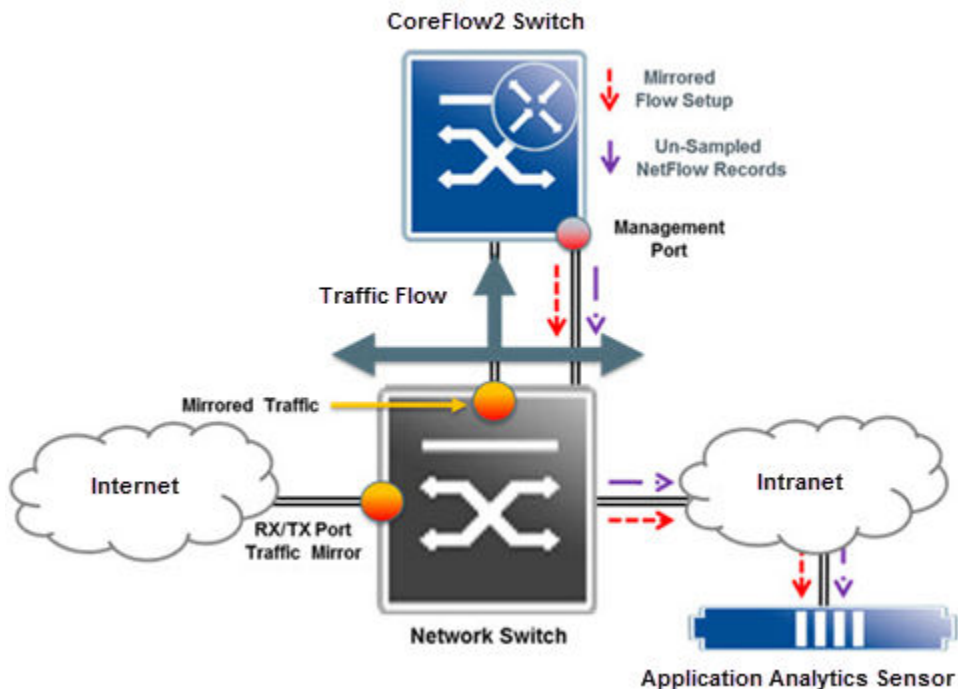 CoreFlow2 Switch
Mirrored
Flow Setup
Un-Sampled
NetFlow Records
Management
Port
Traffic Flow
Mirrored Traffic
Internet
RX/TX Port
Traffic Mirror
Intranet
Network Switch
Application Analytics Sensor